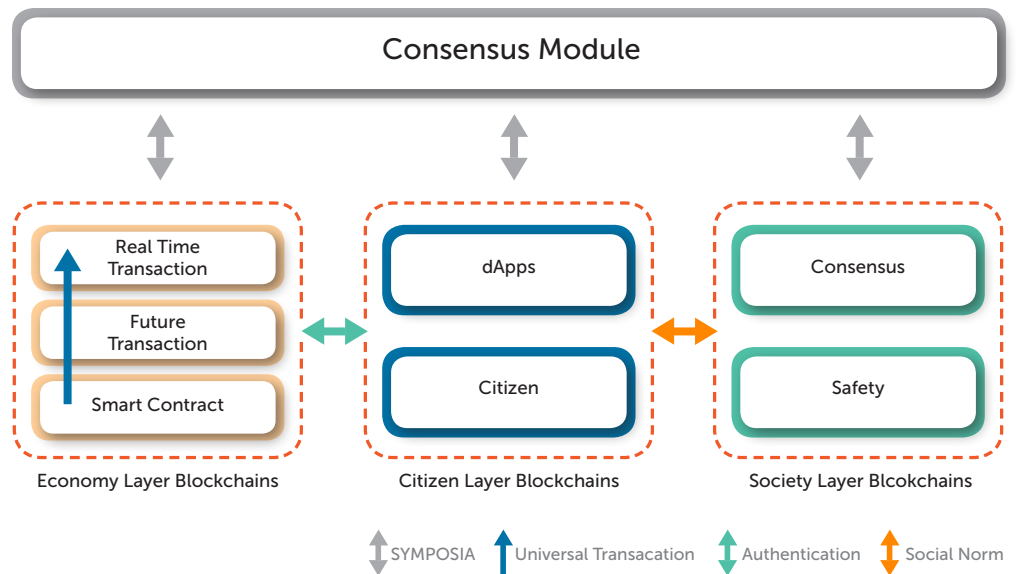 Consensus Module
Real Time
Transaction
Future
Transaction
Smart Contract
dApps
Citizen
Consensus
Safety
Economy Layer Blockchains
Citizen Layer Blockchains
Society Layer Blcokchains
SYMPOSIA
Universal Transacation
Authentication
Social Norm